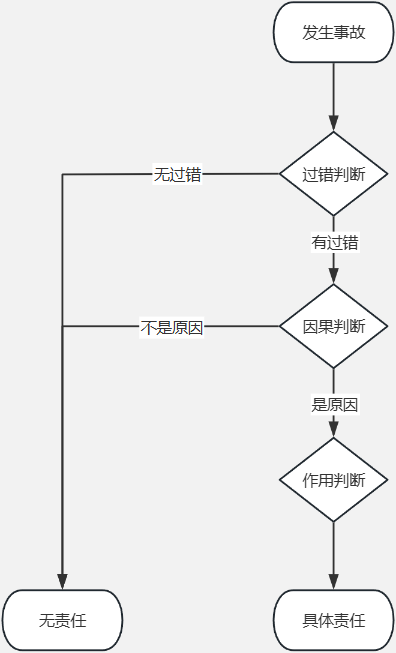 发生事故
过错判断
无过错
有过错
因果判断
不是原因
是原因
作用判断
无责任
具体责任